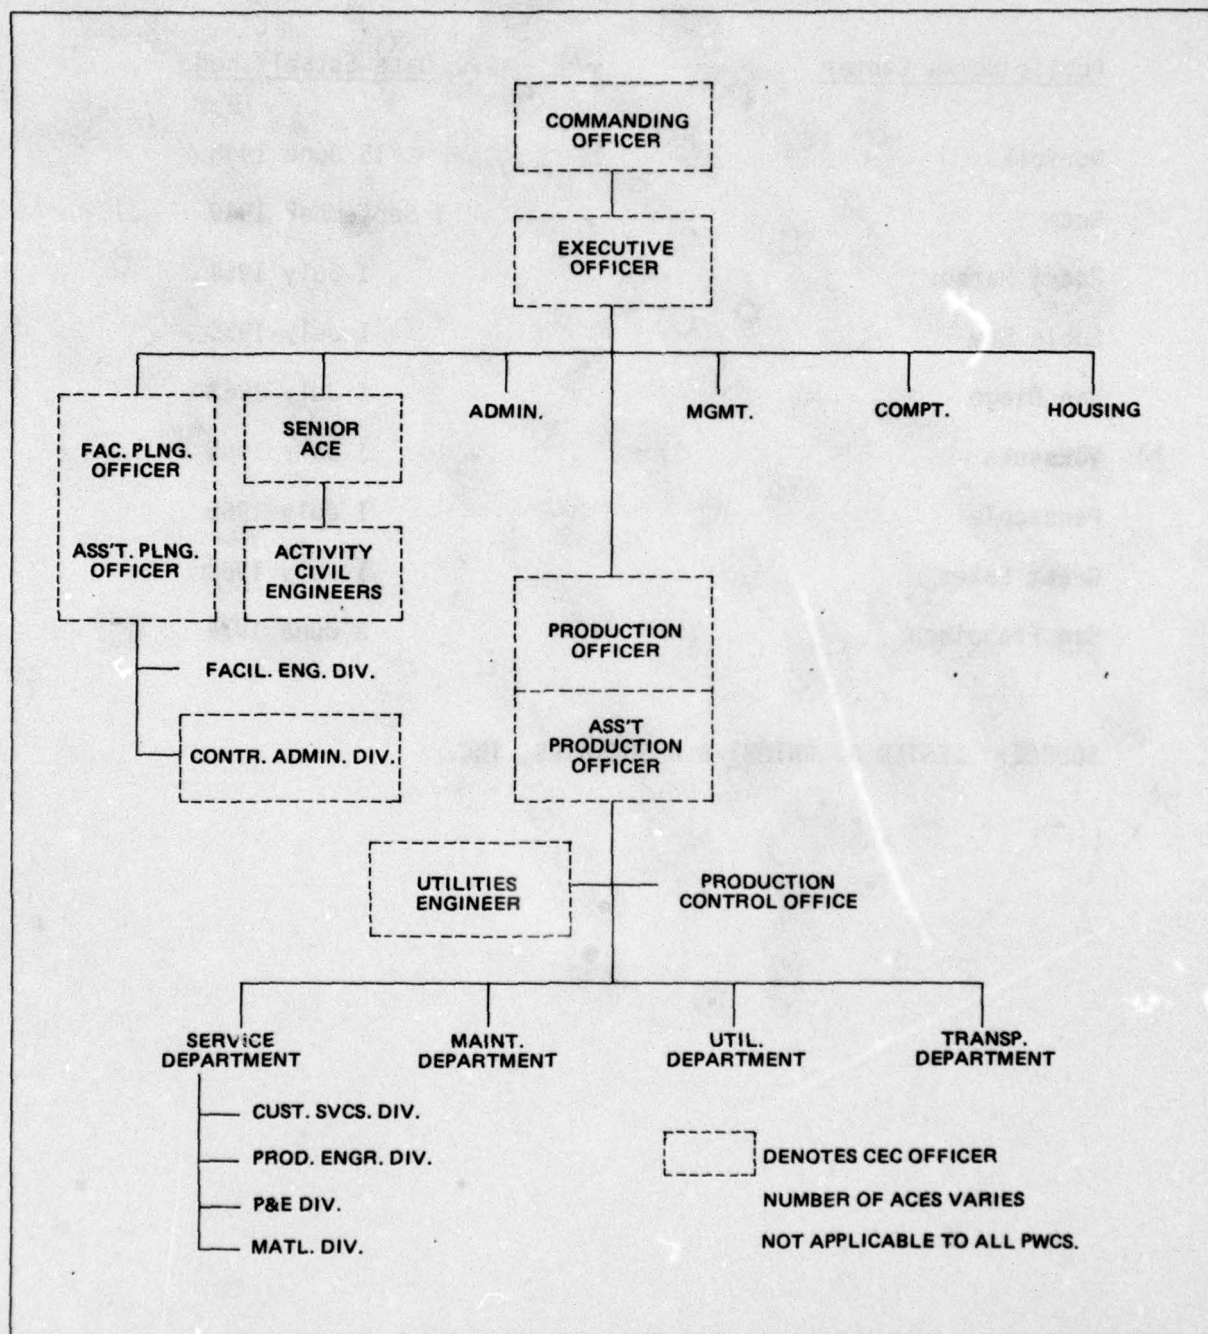 COMMANDING
OFFICER
EXECUTIVE
OFFICER
FAC. PLNG.
OFFICER
ASS'T. PLNG.
OFFICER
SENIOR
ACE
ACTIVITY
CIVIL
ENGINEERS
ADMIN.
MGMT.
COMPT.
HOUSING
FACIL. ENG. DIV.
CONTR. ADMIN. DIV.
PRODUCTION
OFFICER
ASS'T
PRODUCTION
OFFICER
UTILITIES
ENGINEER
PRODUCTION
CONTROL OFFICE
SERVICE
DEPARTMENT
MAINT.
DEPARTMENT
UTIL.
DEPARTMENT
TRANSP.
DEPARTMENT
CUST. SVCS. DIV.
PROD. ENGR. DIV.
P&E DIV.
MATL. DIV.
DENOTES CEC OFFICER
NUMBER OF ACES VARIES
NOT APPLICABLE TO ALL PWCS.